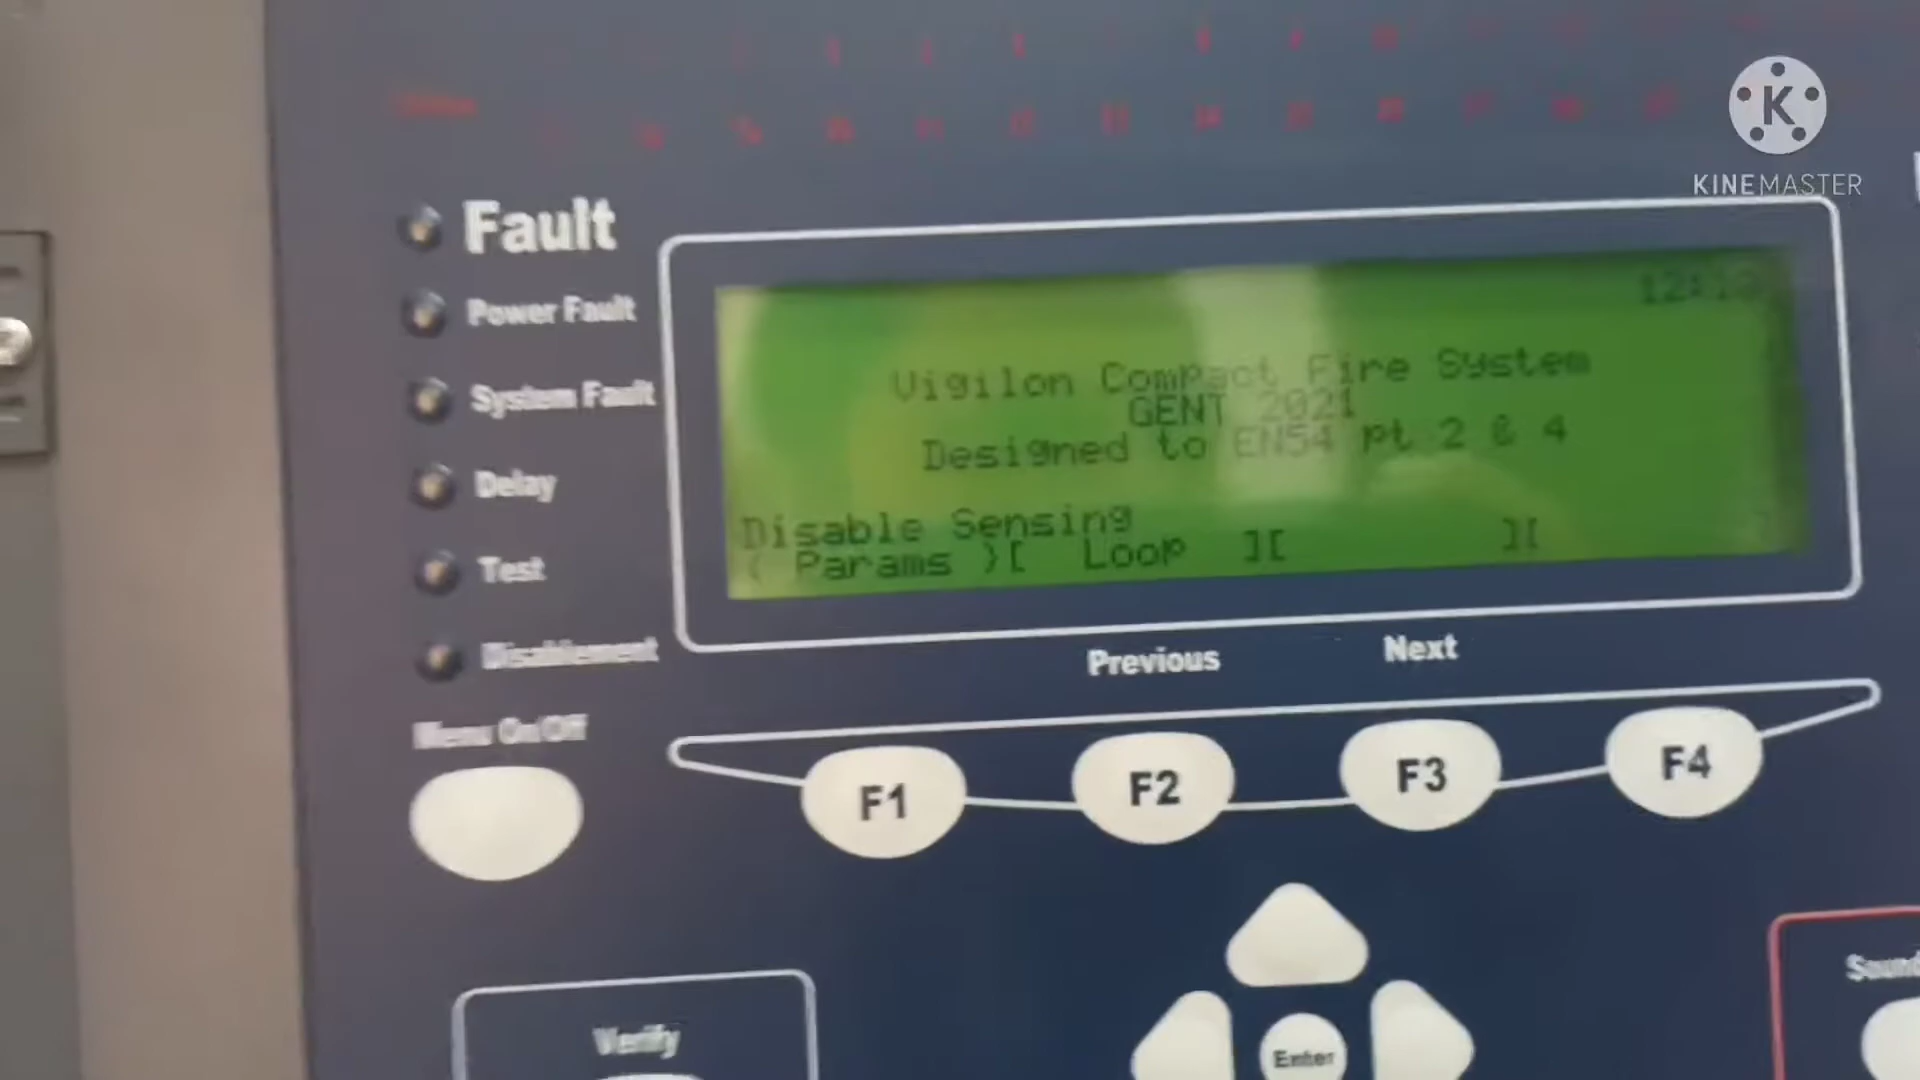 KINEMASTER
Fault
Power Fault
System Fault
Delay
Test
Disablement
Menu On/Off
Vigilon Compact Fire System
GENT 2021
Designed to EN54 pt 2 & 4
Disable Sensing
( Params )[ Loop ][ ][
Previous
Next
F1
F2
F3
F4
Verify
Enter